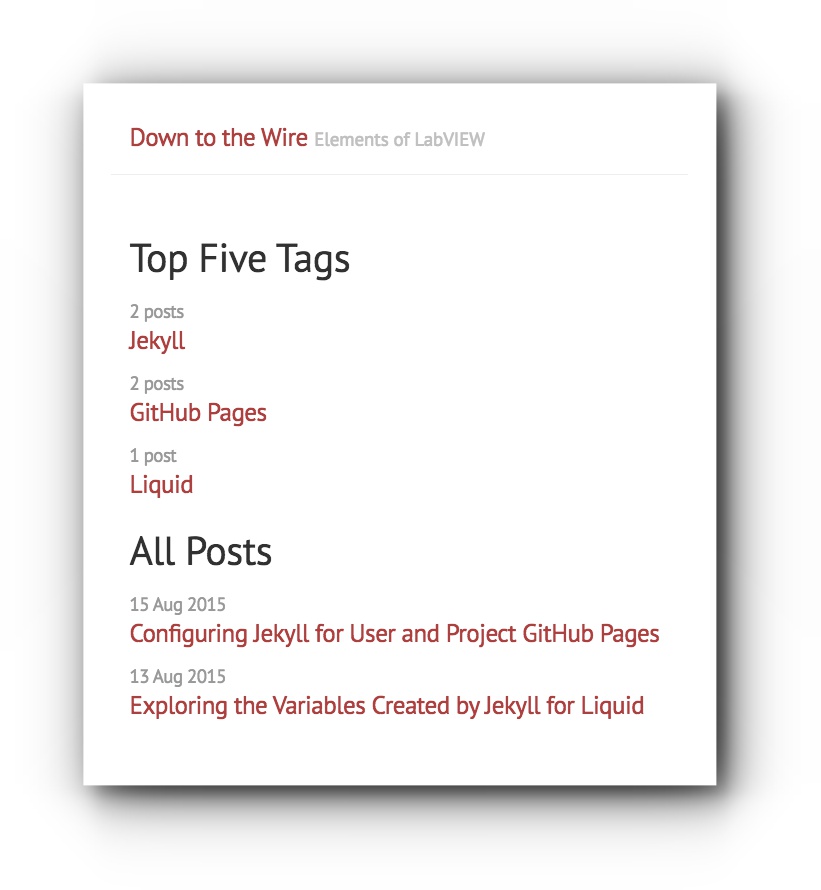 Down to the Wire Elements of LabVIEW
Top Five Tags
2 posts
Jekyll
2 posts
GitHub Pages
1 post
Liquid
All Posts
15 Aug 2015
Configuring Jekyll for User and Project GitHub Pages
13 Aug 2015
Exploring the Variables Created by Jekyll for Liquid